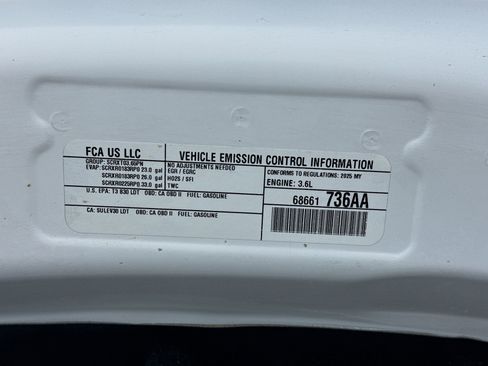 FCA US LLC
VEHICLE EMISSION CONTROL INFORMATION
GROUP: SCRXT03.65PN
EVAP: SCRXR0183RP0 23.0 gal
SCRXR0183RP0 26.0 gal
SCRXR0225RP0 33.0 gal
NO ADJUSTMENTS NEEDED
EGR / EGRC
HO2S / SFI
TWC
CONFORMS TO REGULATIONS: 2025 MY
ENGINE: 3.6L
U.S. EPA: T3 B30 LDT OBD: CA OBD II FUEL: GASOLINE
CA: SULEV30 LDT OBD: CA OBD II FUEL: GASOLINE
68661 736AA